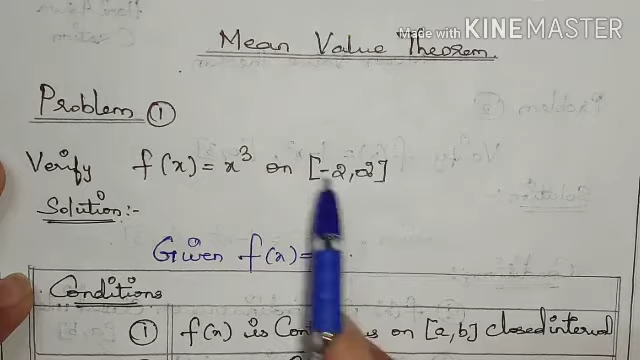 Made with KINEMASTER
Mean Value Theorem
Problem ①
Verify f(x) = x³ on [-2, 2]
Solution:-
Given f(x) =
Conditions
① f(x) is Continuous on [a, b] closed interval